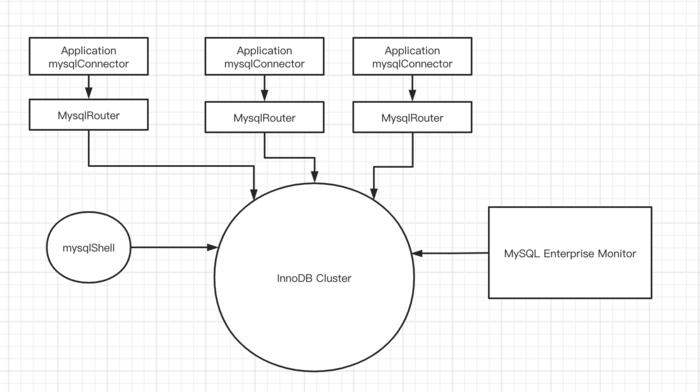 Application
mysqlConnector
Application
mysqlConnector
Application
mysqlConnector
MysqlRouter
MysqlRouter
MysqlRouter
mysqlShell
InnoDB Cluster
MySQL Enterprise Monitor